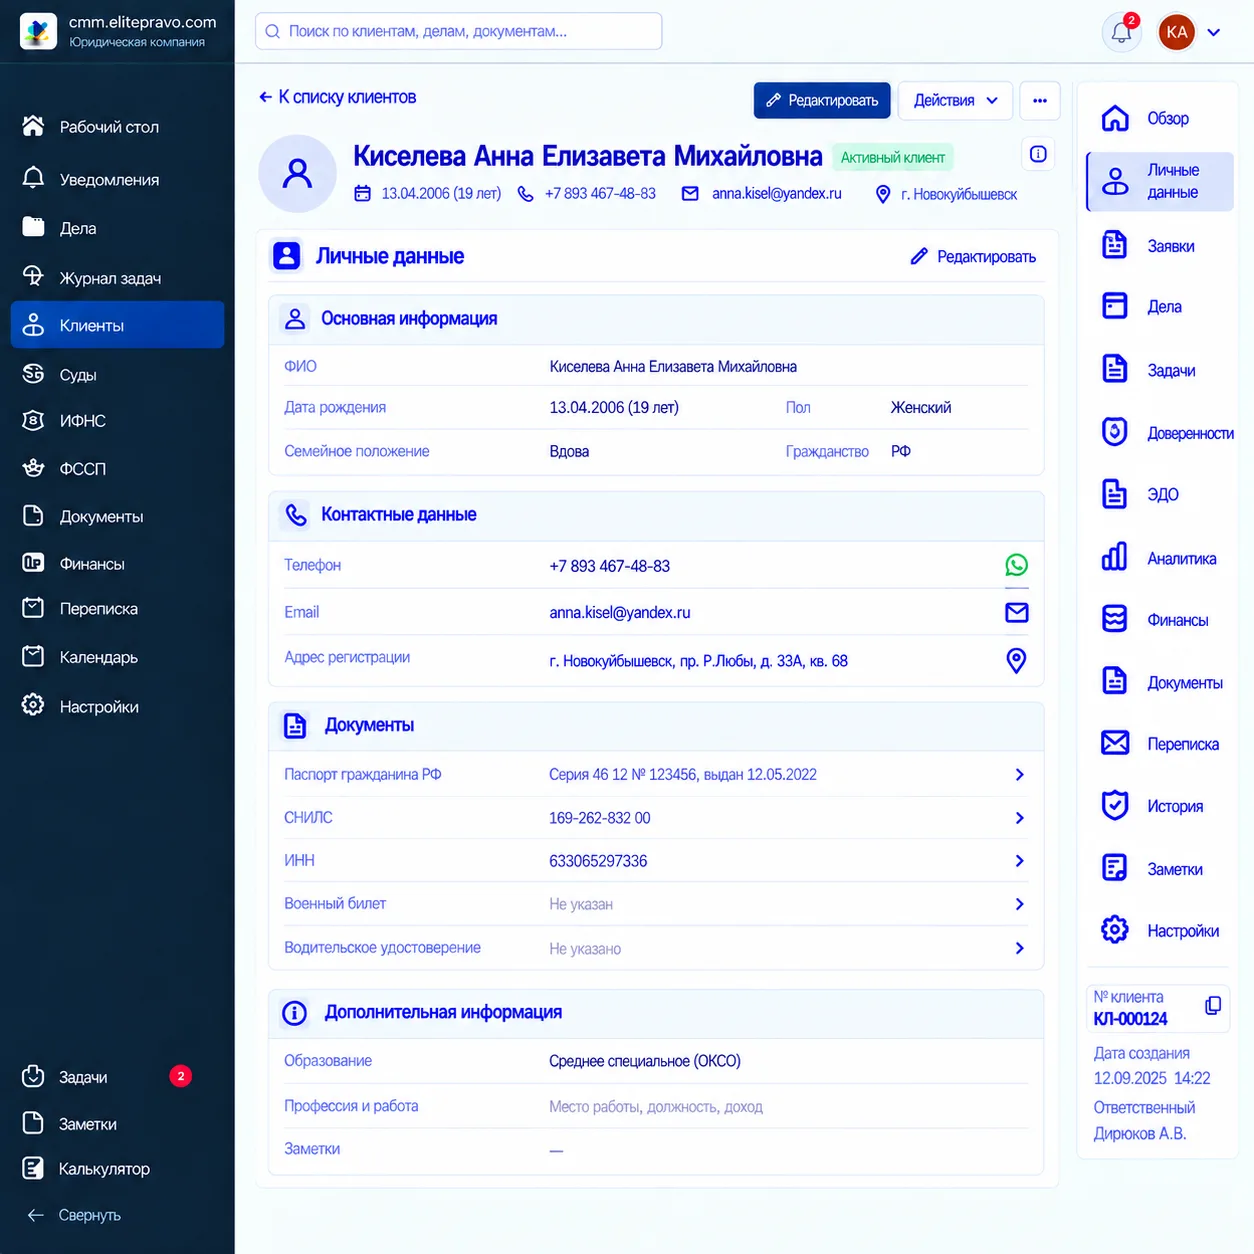 cmm.elitepravo.com
Юридическая компания
Поиск по клиентам, делам, документам...
2
КА
Рабочий стол
Уведомления
Дела
Журнал задач
Клиенты
Суды
ИФНС
ФССП
Документы
Финансы
Переписка
Календарь
Настройки
Задачи
2
Заметки
Калькулятор
← Свернуть
← К списку клиентов
Редактировать
Действия
Киселева Анна Елизавета Михайловна
Активный клиент
13.04.2006 (19 лет)
+7 893 467-48-83
anna.kisel@yandex.ru
г. Новокуйбышевск
Личные данные
Редактировать
Основная информация
ФИО Киселева Анна Елизавета Михайловна
Дата рождения 13.04.2006 (19 лет) Пол Женский
Семейное положение Вдова Гражданство РФ
Контактные данные
Телефон +7 893 467-48-83
Email anna.kisel@yandex.ru
Адрес регистрации г. Новокуйбышевск, пр. Р.Любы, д. 33А, кв. 68
Документы
Паспорт гражданина РФ Серия 46 12 № 123456, выдан 12.05.2022
СНИЛС 169-262-832 00
ИНН 633065297336
Военный билет Не указан
Водительское удостоверение Не указано
Дополнительная информация
Образование Среднее специальное (ОКСО)
Профессия и работа Место работы, должность, доход
Заметки —
Обзор
Личные
данные
Заявки
Дела
Задачи
Доверенности
ЭДО
Аналитика
Финансы
Документы
Переписка
История
Заметки
Настройки
№ клиента
КЛ-000124
Дата создания
12.09.2025 14:22
Ответственный
Дирюков А.В.